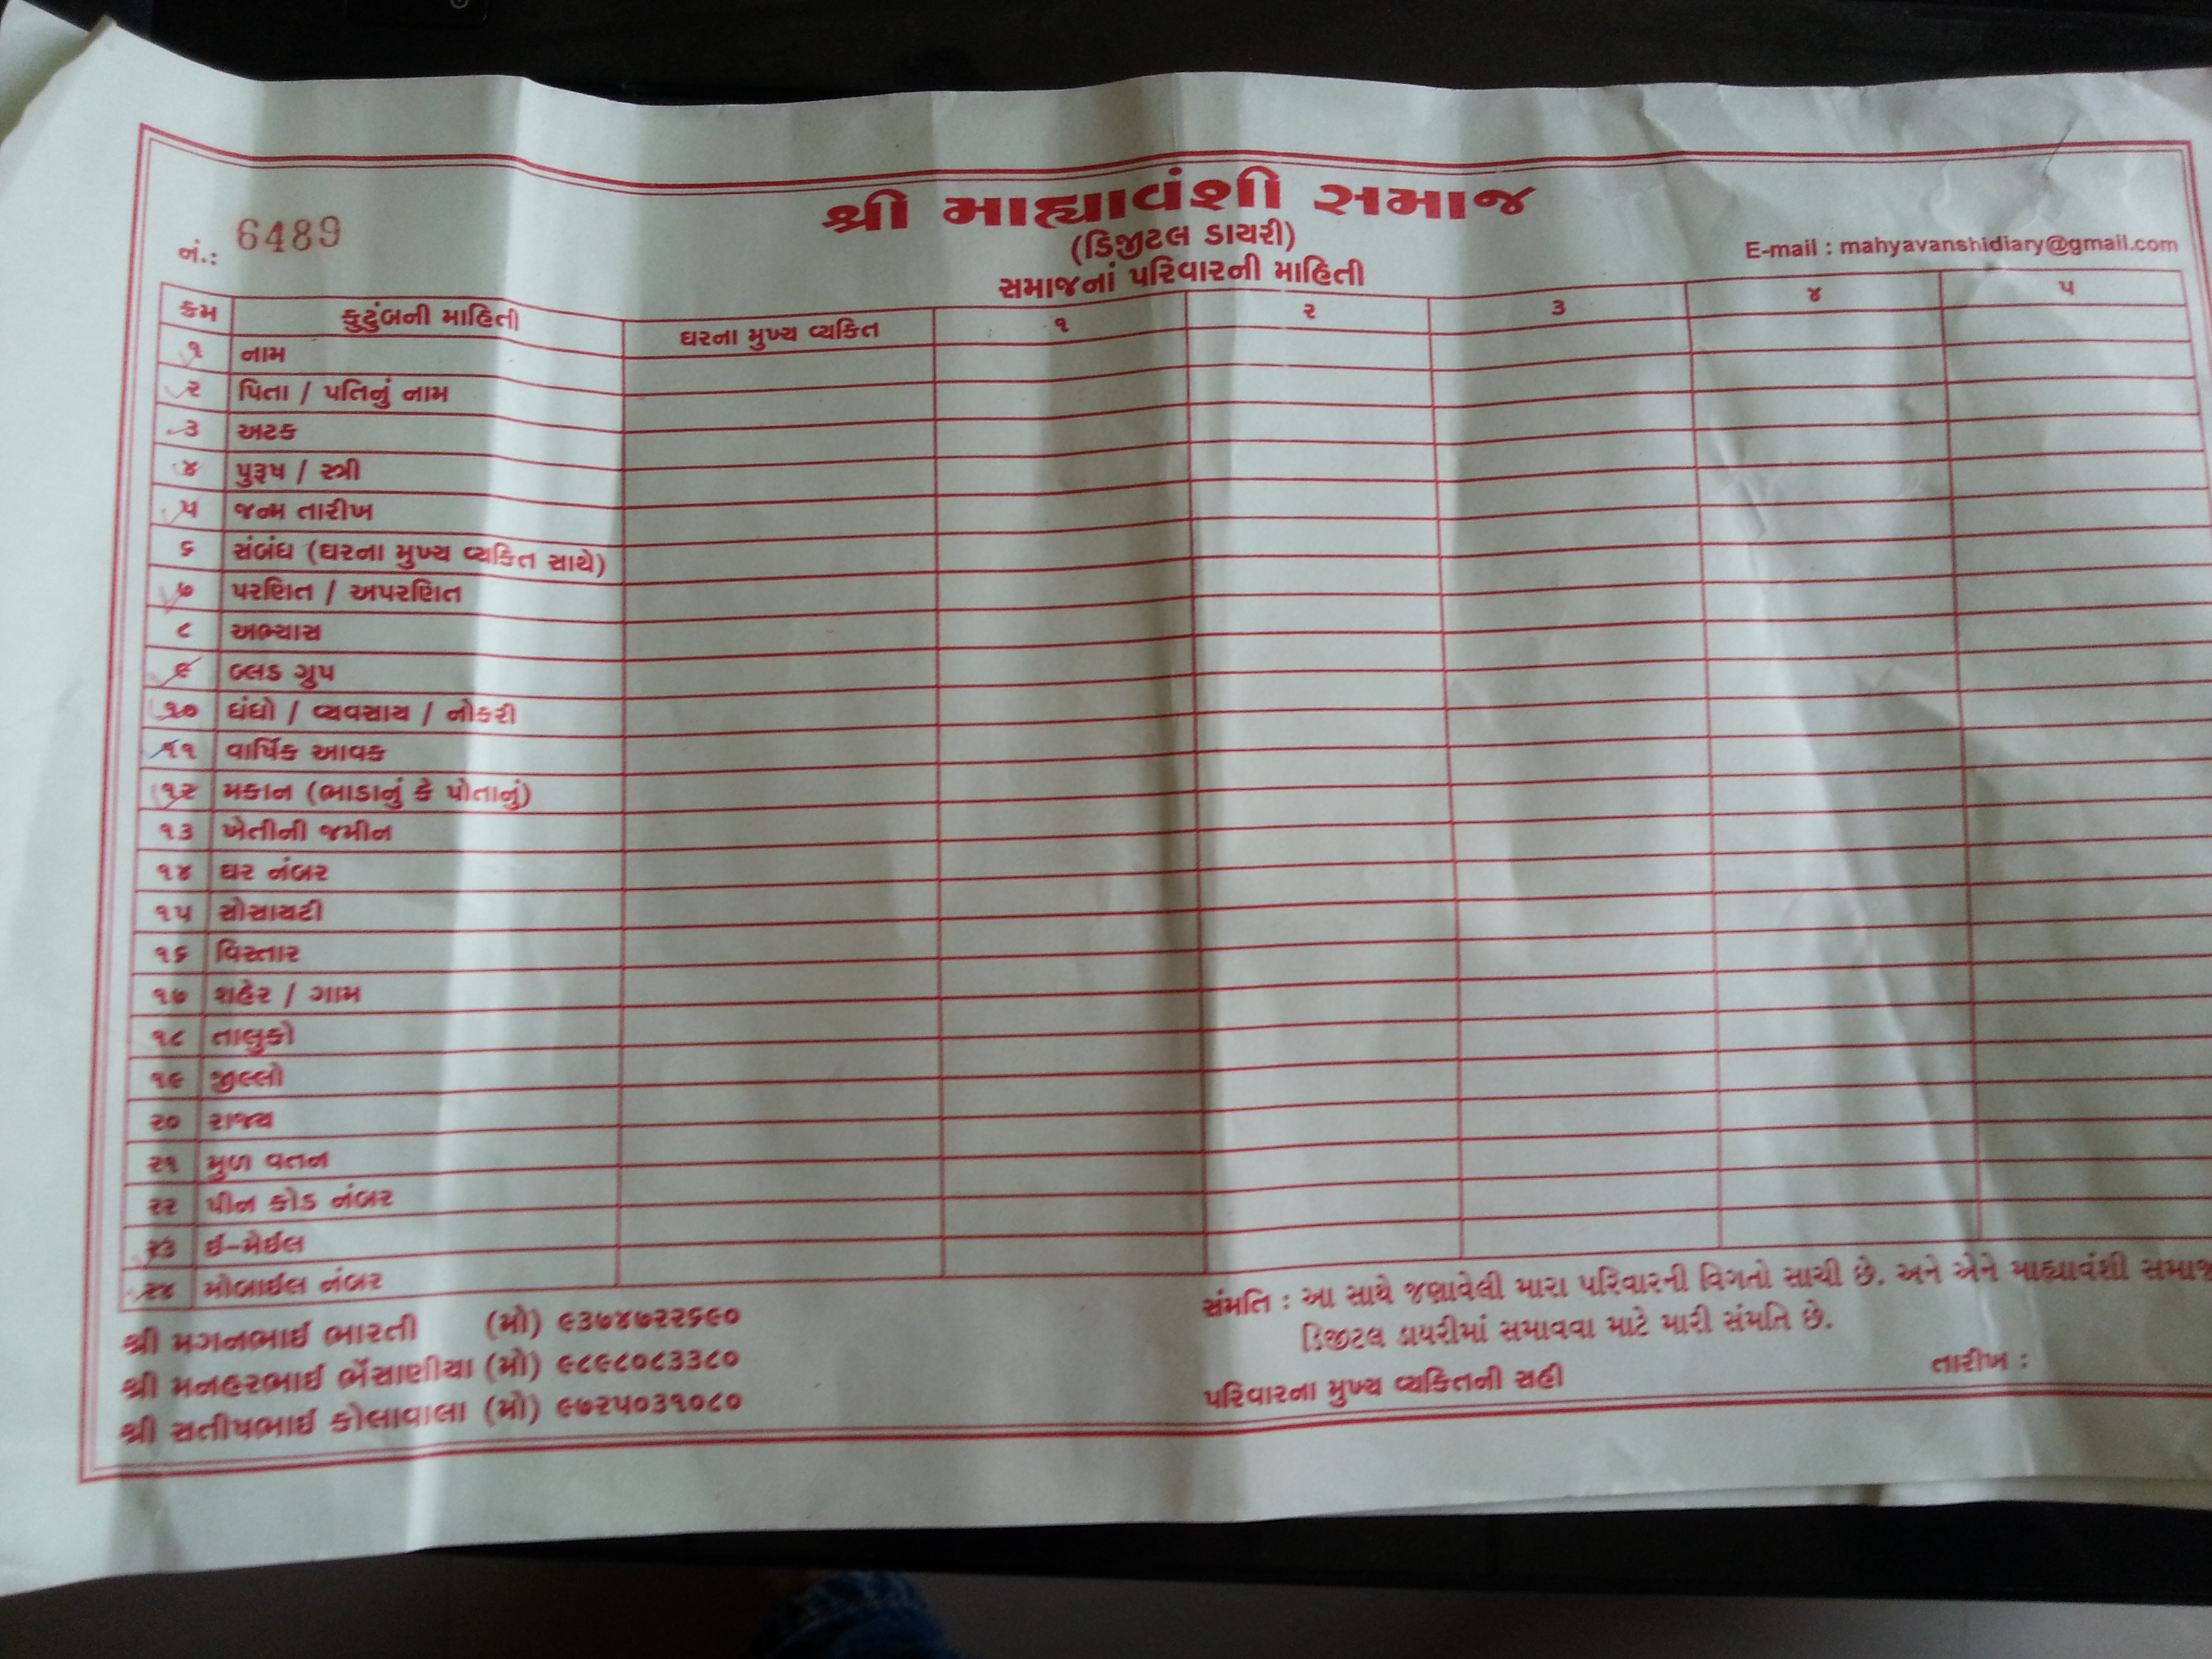 શ્રી માહ્યાવંશી સમાજ
(ડિજીટલ ડાયરી)
નં.: 6489
E-mail : mahyavanshidiary@gmail.com
સમાજનાં પરિવારની માહિતી
ક્રમ કુટુંબની માહિતી ઘરના મુખ્ય વ્યકિત ૧ ૨ ૩ ૪ ૫
૧ નામ
૨ પિતા / પતિનું નામ
૩ અટક
૪ પુરૂષ / સ્ત્રી
૫ જન્મ તારીખ
૬ સંબંધ (ઘરના મુખ્ય વ્યકિત સાથે)
૭ પરણિત / અપરણિત
૮ અભ્યાસ
૯ બ્લડ ગ્રુપ
૧૦ ધંધો / વ્યવસાય / નોકરી
૧૧ વાર્ષિક આવક
૧૨ મકાન (ભાડાનું કે પોતાનું)
૧૩ ખેતીની જમીન
૧૪ ઘર નંબર
૧૫ સોસાયટી
૧૬ વિસ્તાર
૧૭ શહેર / ગામ
૧૮ તાલુકો
૧૯ જીલ્લો
૨૦ રાજ્ય
૨૧ મુળ વતન
૨૨ પીન કોડ નંબર
૨૩ ઈ-મેઈલ
૨૪ મોબાઈલ નંબર
શ્રી મગનભાઈ ભારતી (મો) ૯૩૭૪૭૨૨૬૯૦
શ્રી મનહરભાઈ ભેંસાણીયા (મો) ૯૮૯૮૦૮૩૩૮૦
શ્રી સતીષભાઈ કોલાવાલા (મો) ૯૭૨૫૦૩૧૦૮૦
સંમતિ : આ સાથે જણાવેલી મારા પરિવારની વિગતો સાચી છે. અને એને માહ્યાવંશી સમાજ
ડિજીટલ ડાયરીમાં સમાવવા માટે મારી સંમતિ છે.
પરિવારના મુખ્ય વ્યકિતની સહી તારીખ :